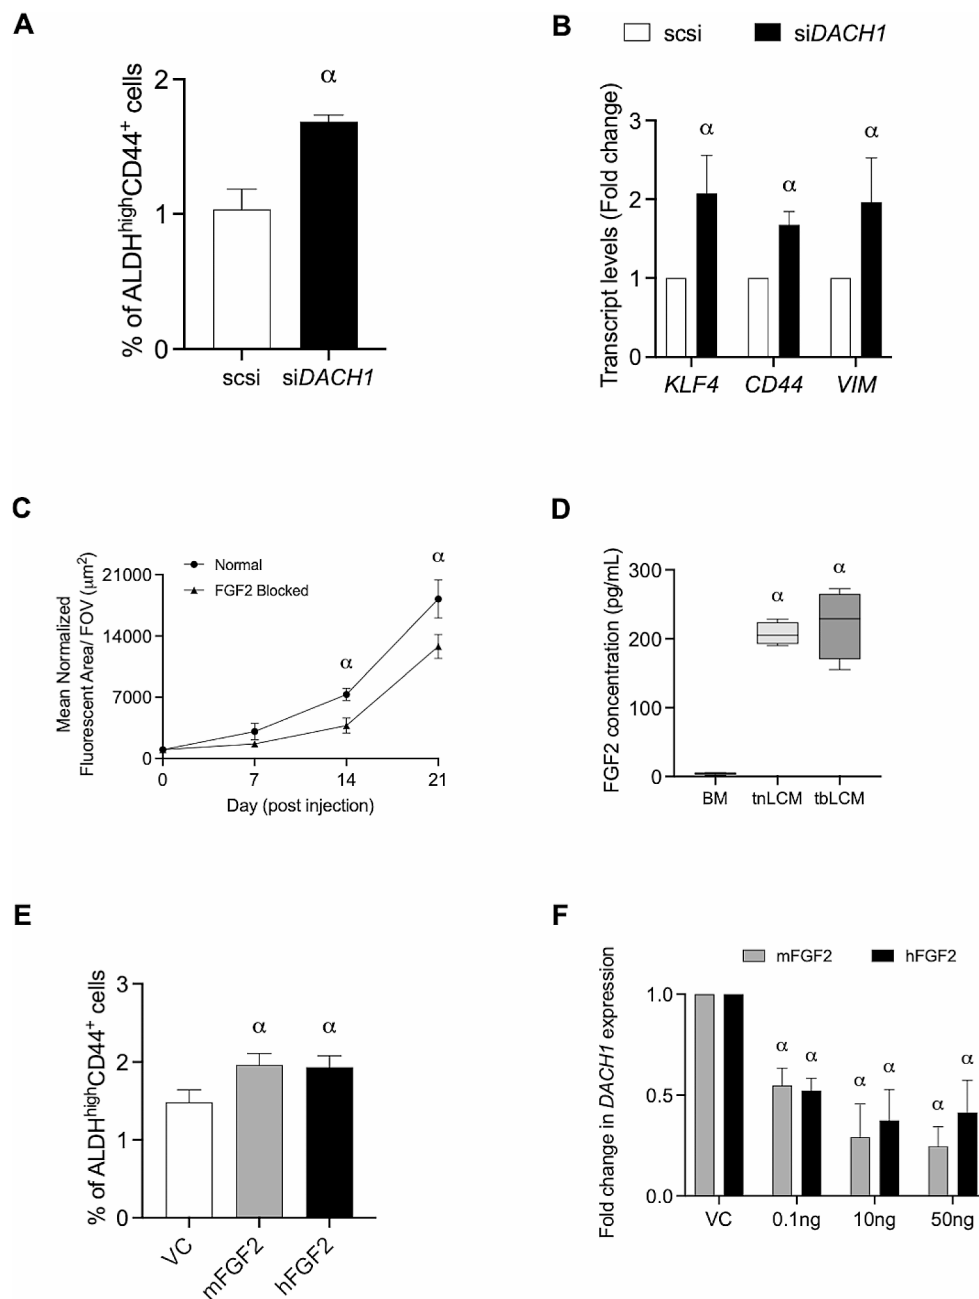 A
% of ALDHhighCD44+ cells
2
1
0
α
scsi
siDACH1
B
scsi
siDACH1
Transcript levels (Fold change)
3
2
1
0
α
α
α
KLF4
CD44
VIM
C
Mean Normalized
Fluorescent Area/ FOV (μm2)
Normal
FGF2 Blocked
21000
14000
7000
0
α
α
0
7
14
21
Day (post injection)
D
FGF2 concentration (pg/mL)
300
200
100
0
α
α
BM
tnLCM
tbLCM
E
% of ALDHhighCD44+ cells
3
2
1
0
α
α
VC
mFGF2
hFGF2
F
mFGF2
hFGF2
Fold change in DACH1 expression
1.0
0.5
0.0
α
α
α
α
α
α
VC
0.1ng
10ng
50ng